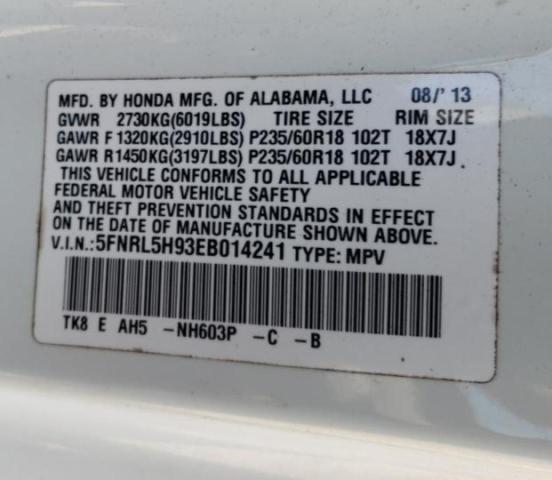 MFD. BY HONDA MFG. OF ALABAMA, LLC 08/'13
GVWR 2730KG(6019LBS) TIRE SIZE RIM SIZE
GAWR F 1320KG(2910LBS) P235/60R18 102T 18X7J
GAWR R1450KG(3197LBS) P235/60R18 102T 18X7J
THIS VEHICLE CONFORMS TO ALL APPLICABLE
FEDERAL MOTOR VEHICLE SAFETY
AND THEFT PREVENTION STANDARDS IN EFFECT
ON THE DATE OF MANUFACTURE SHOWN ABOVE.
V.I.N.:5FNRL5H93EB014241 TYPE: MPV
TK8 E AH5 -NH603P -C -B